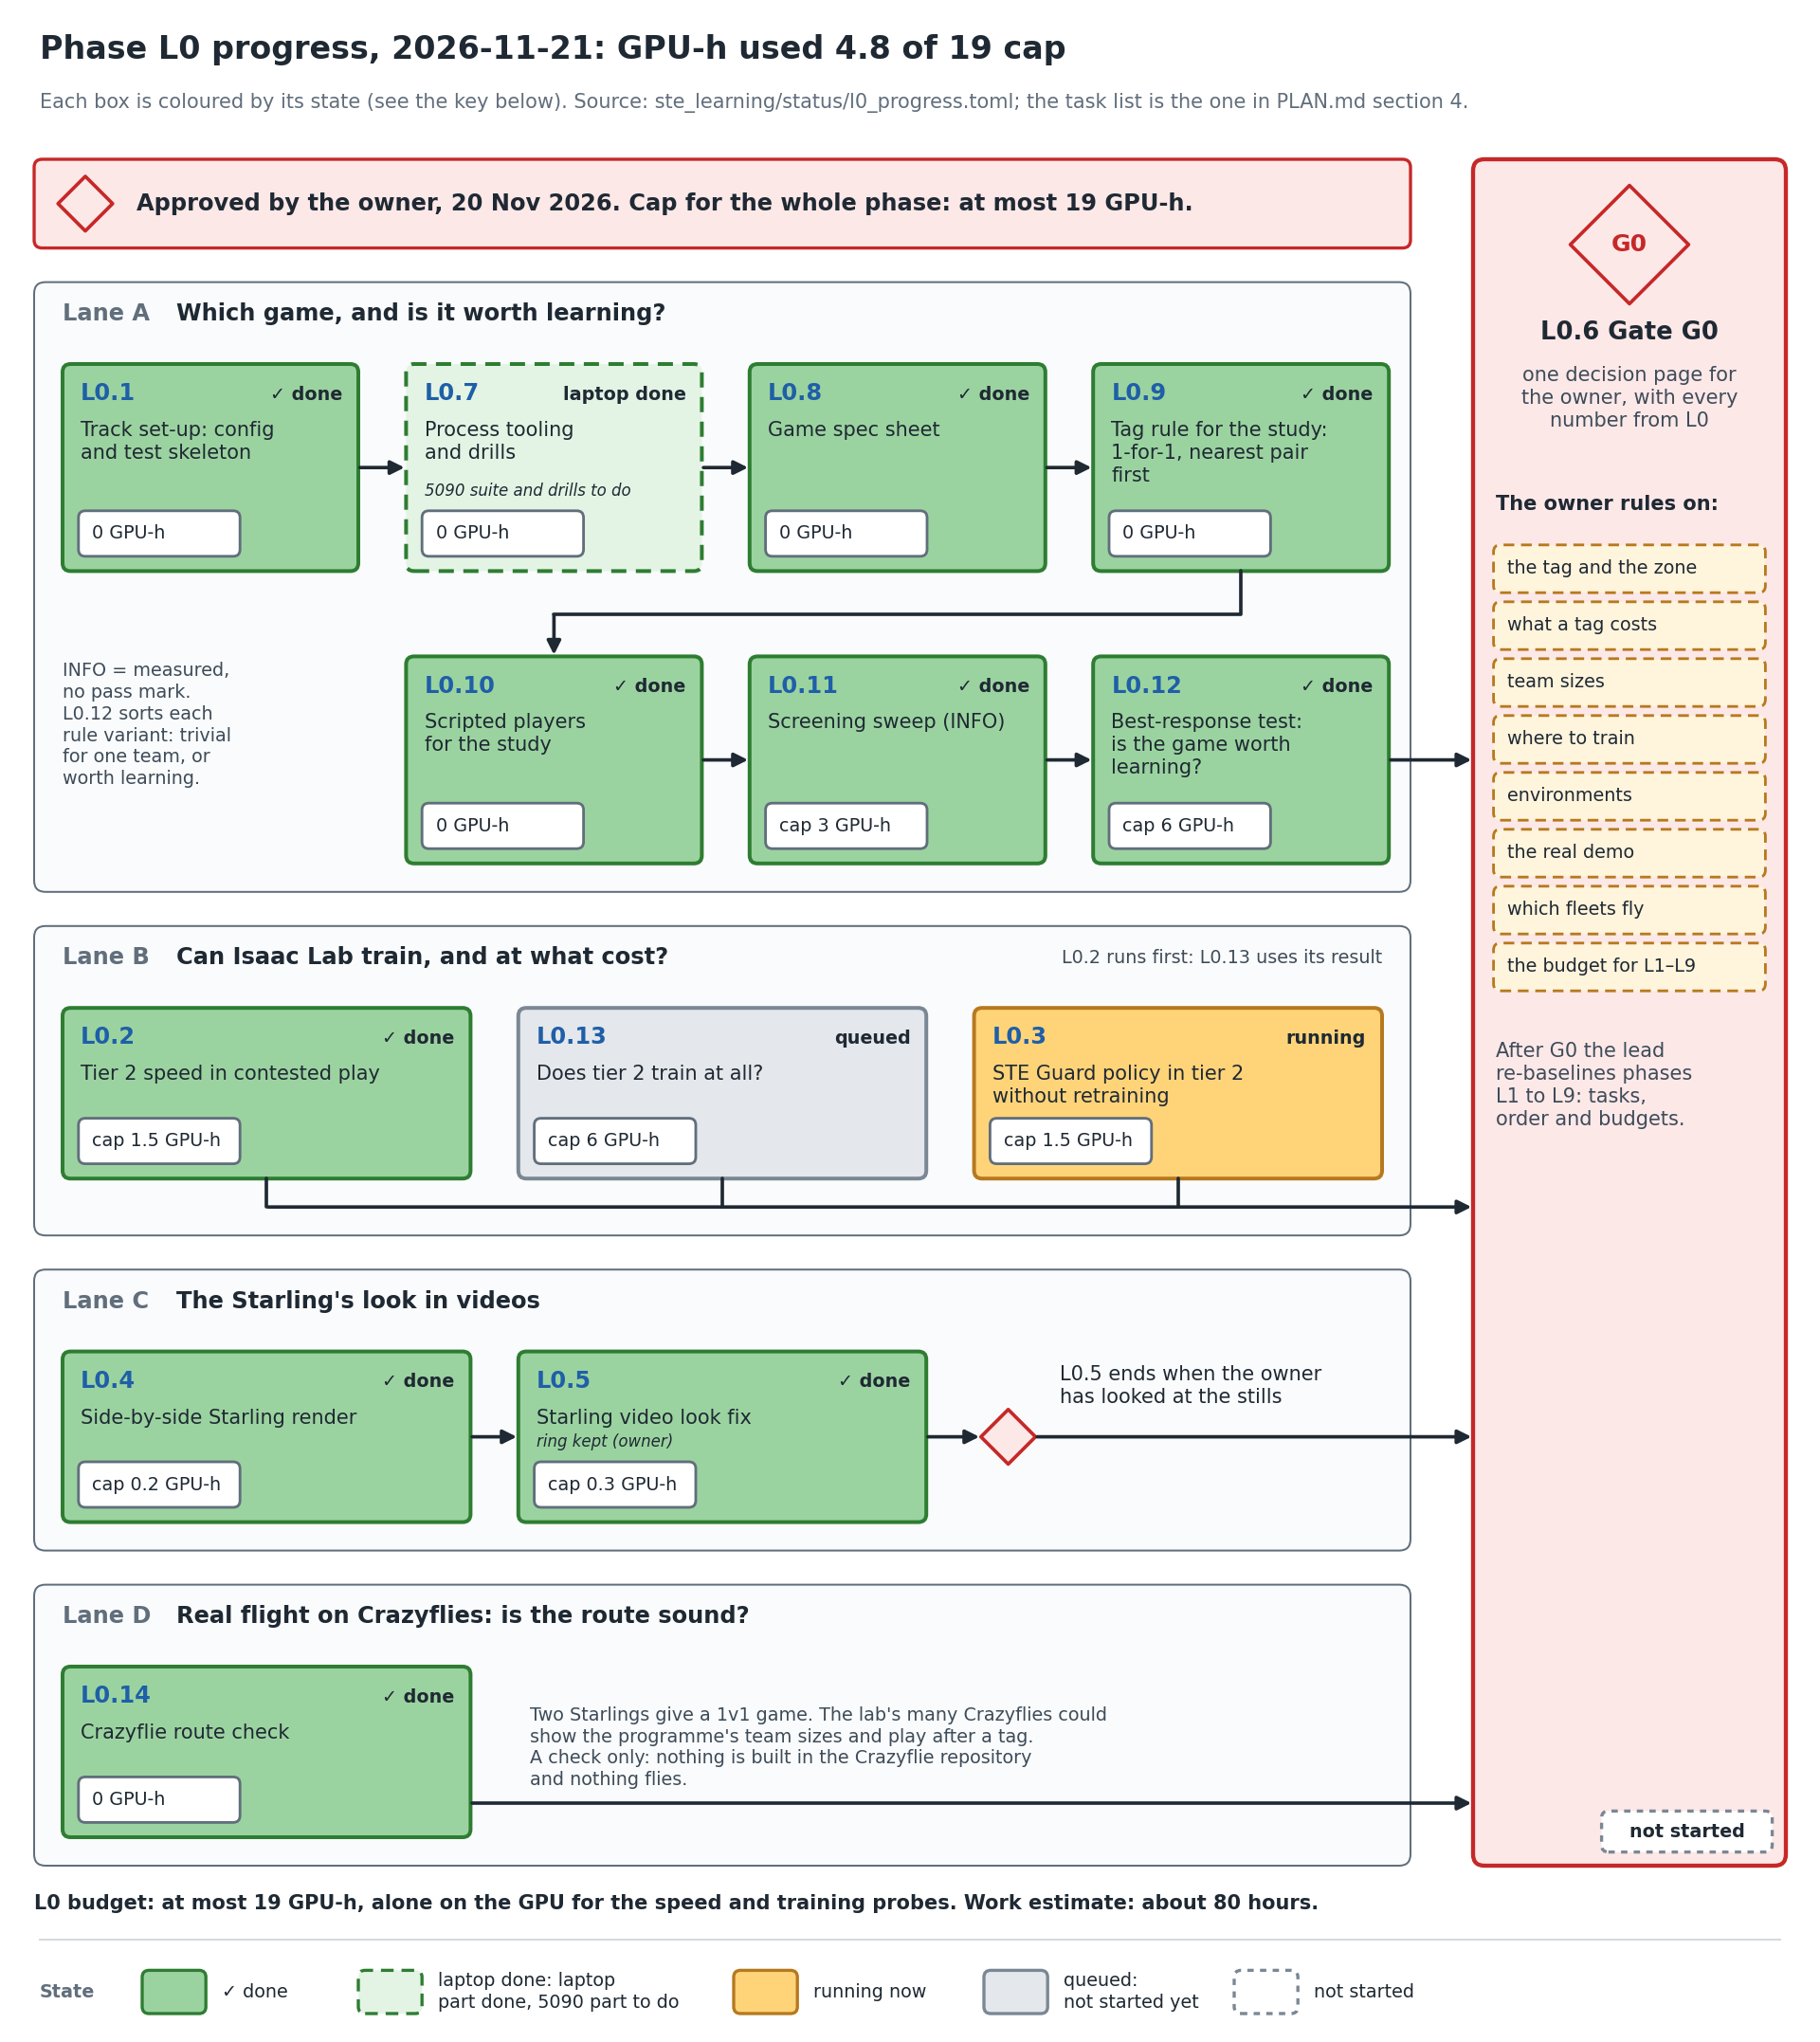 Phase L0 progress, 2026-11-21: GPU-h used 4.8 of 19 cap
Each box is coloured by its state (see the key below). Source: ste_learning/status/l0_progress.toml; the task list is the one in PLAN.md section 4.
Approved by the owner, 20 Nov 2026. Cap for the whole phase: at most 19 GPU-h.
Lane A Which game, and is it worth learning?
L0.1 ✓ done
Track set-up: config
and test skeleton
0 GPU-h
L0.7 laptop done
Process tooling
and drills
5090 suite and drills to do
0 GPU-h
L0.8 ✓ done
Game spec sheet
0 GPU-h
L0.9 ✓ done
Tag rule for the study:
1-for-1, nearest pair
first
0 GPU-h
INFO = measured,
no pass mark.
L0.12 sorts each
rule variant: trivial
for one team, or
worth learning.
L0.10 ✓ done
Scripted players
for the study
0 GPU-h
L0.11 ✓ done
Screening sweep (INFO)
cap 3 GPU-h
L0.12 ✓ done
Best-response test:
is the game worth
learning?
cap 6 GPU-h
Lane B Can Isaac Lab train, and at what cost?
L0.2 runs first: L0.13 uses its result
L0.2 ✓ done
Tier 2 speed in contested play
cap 1.5 GPU-h
L0.13 queued
Does tier 2 train at all?
cap 6 GPU-h
L0.3 running
STE Guard policy in tier 2
without retraining
cap 1.5 GPU-h
Lane C The Starling's look in videos
L0.4 ✓ done
Side-by-side Starling render
cap 0.2 GPU-h
L0.5 ✓ done
Starling video look fix
ring kept (owner)
cap 0.3 GPU-h
L0.5 ends when the owner
has looked at the stills
Lane D Real flight on Crazyflies: is the route sound?
L0.14 ✓ done
Crazyflie route check
0 GPU-h
Two Starlings give a 1v1 game. The lab's many Crazyflies could
show the programme's team sizes and play after a tag.
A check only: nothing is built in the Crazyflie repository
and nothing flies.
G0
L0.6 Gate G0
one decision page for
the owner, with every
number from L0
The owner rules on:
the tag and the zone
what a tag costs
team sizes
where to train
environments
the real demo
which fleets fly
the budget for L1–L9
After G0 the lead
re-baselines phases
L1 to L9: tasks,
order and budgets.
not started
L0 budget: at most 19 GPU-h, alone on the GPU for the speed and training probes. Work estimate: about 80 hours.
State
✓ done
laptop done: laptop
part done, 5090 part to do
running now
queued:
not started yet
not started